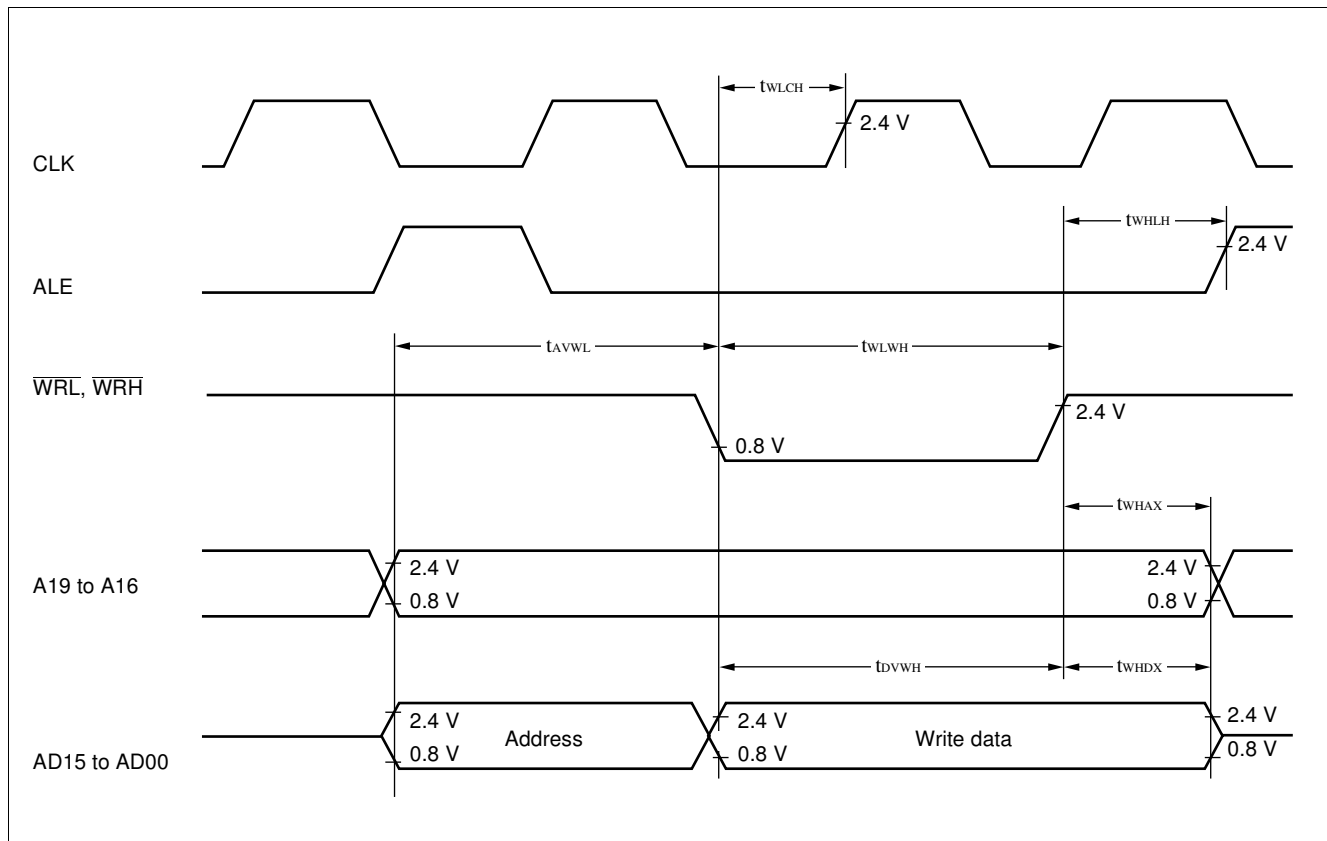 tWLCH
2.4 V
CLK
tWHLH
2.4 V
ALE
tAVWL
tWLWH
WRL, WRH
2.4 V
0.8 V
tWHAX
2.4 V
2.4 V
A19 to A16
0.8 V
0.8 V
tDVWH
tWHDX
2.4 V
2.4 V
2.4 V
Address
Write data
AD15 to AD00
0.8 V
0.8 V
0.8 V